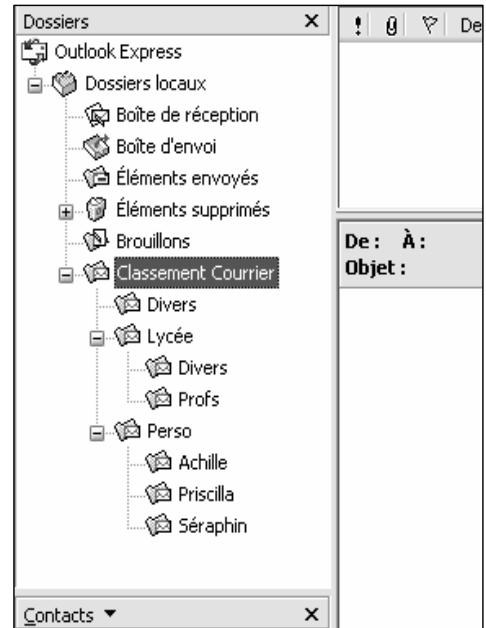 Dossiers × ! De
Outlook Express
Dossiers locaux
Boîte de réception
Boîte d'envoi
Éléments envoyés
Éléments supprimés
Brouillons
Classement Courrier
Divers
Lycée
Divers
Profs
Perso
Achille
Priscilla
Séraphin
Contacts ▼ ×
De : À :
Objet :